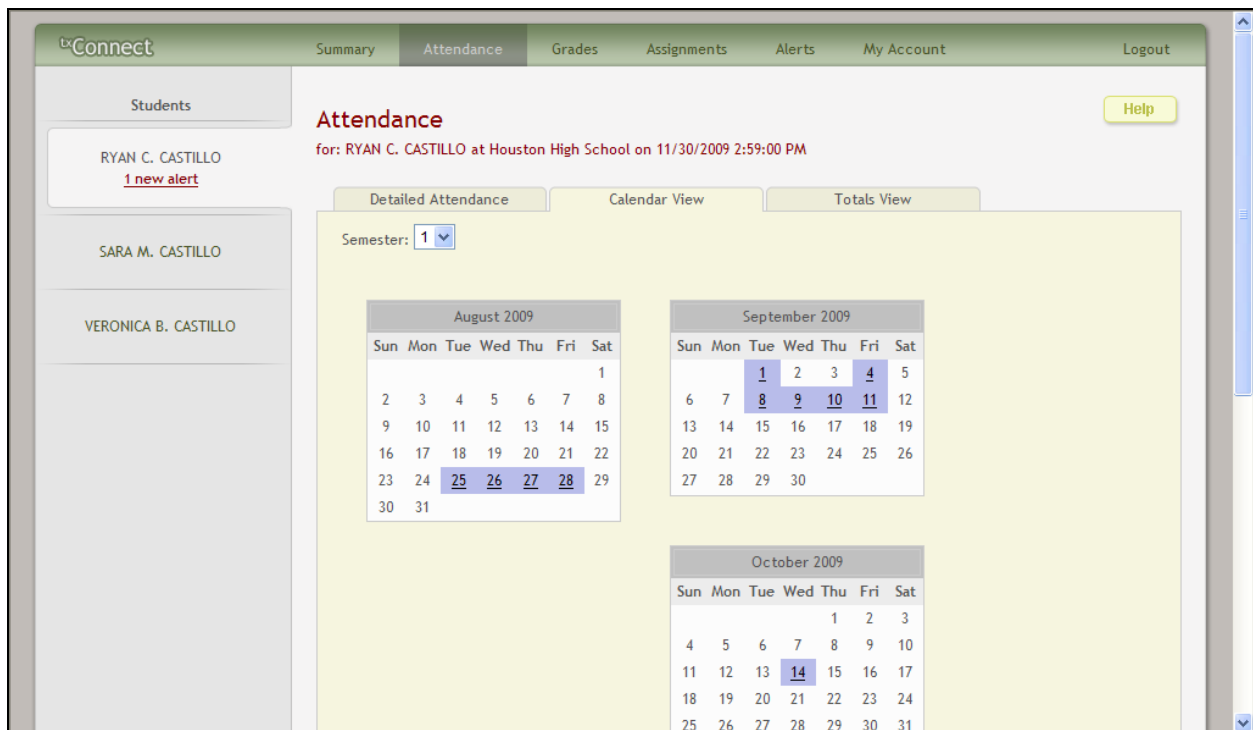 txConnect Summary Attendance Grades Assignments Alerts My Account Logout
Students
RYAN C. CASTILLO
1 new alert
SARA M. CASTILLO
VERONICA B. CASTILLO
Help
Attendance
for: RYAN C. CASTILLO at Houston High School on 11/30/2009 2:59:00 PM
Detailed Attendance Calendar View Totals View
Semester: 1
August 2009
Sun Mon Tue Wed Thu Fri Sat
1
2 3 4 5 6 7 8
9 10 11 12 13 14 15
16 17 18 19 20 21 22
23 24 25 26 27 28 29
30 31
September 2009
Sun Mon Tue Wed Thu Fri Sat
1 2 3 4 5
6 7 8 9 10 11 12
13 14 15 16 17 18 19
20 21 22 23 24 25 26
27 28 29 30
October 2009
Sun Mon Tue Wed Thu Fri Sat
1 2 3
4 5 6 7 8 9 10
11 12 13 14 15 16 17
18 19 20 21 22 23 24
25 26 27 28 29 30 31